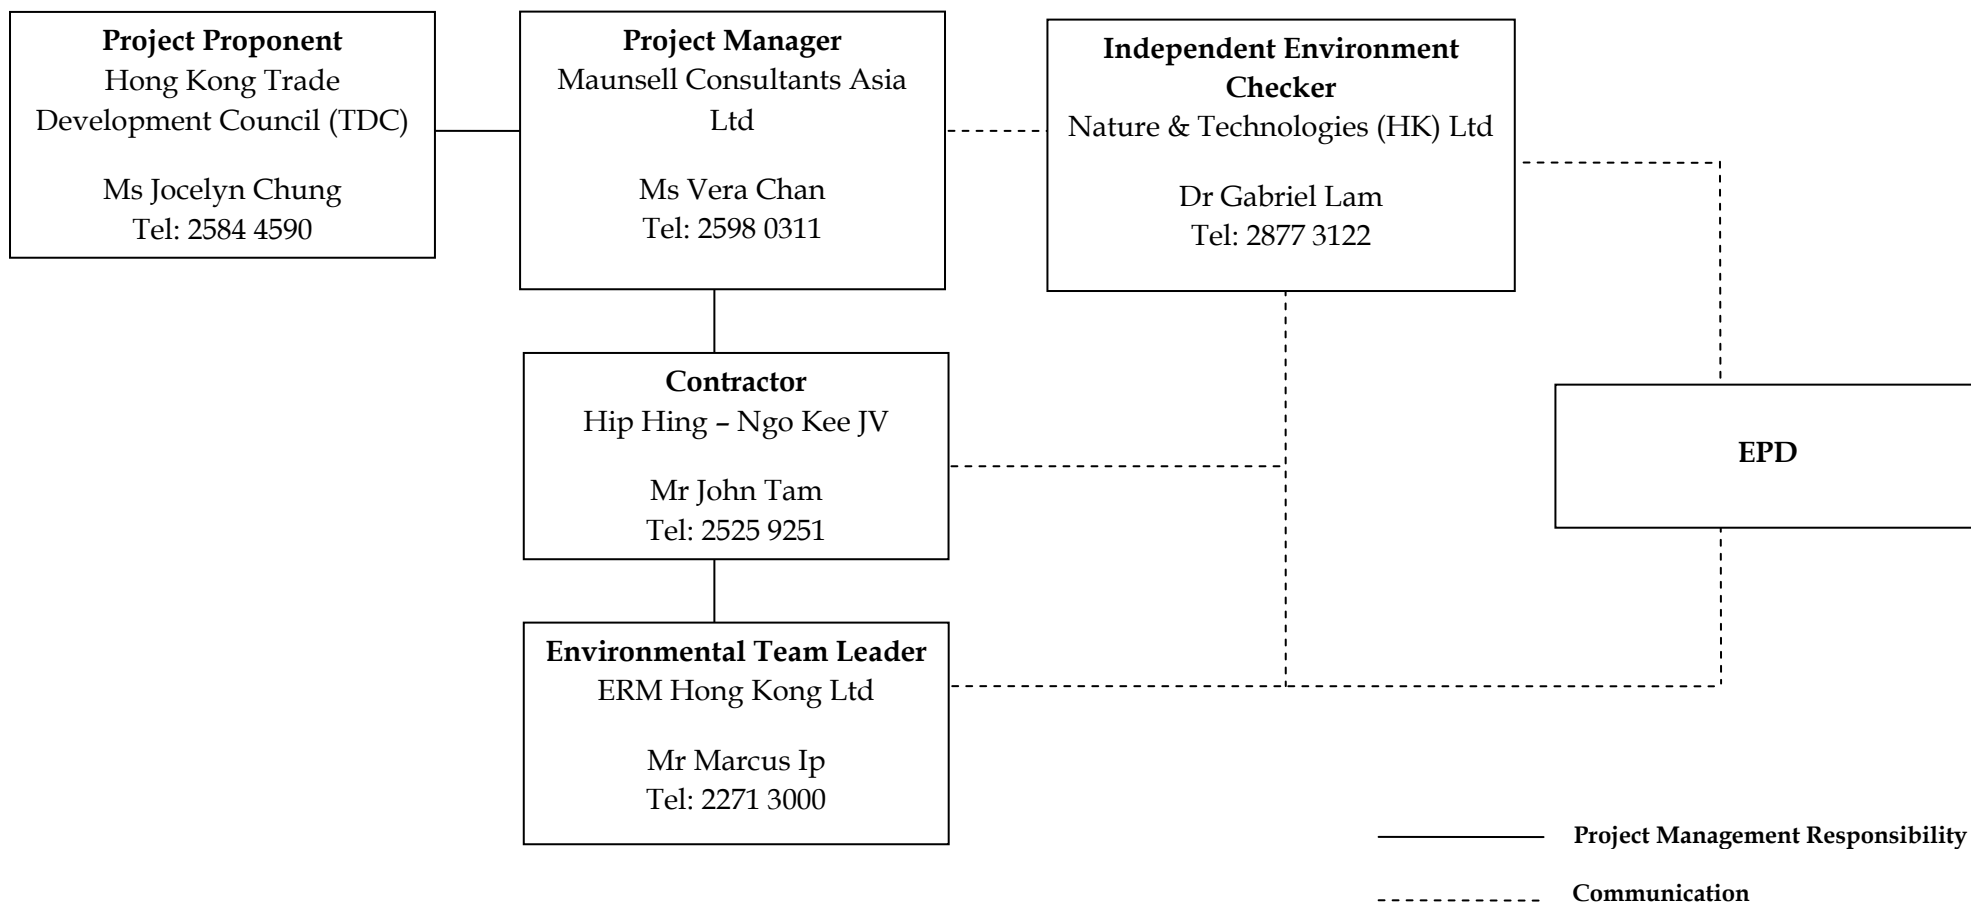 Project Proponent
Hong Kong Trade
Development Council (TDC)
Ms Jocelyn Chung
Tel: 2584 4590
Project Manager
Maunsell Consultants Asia
Ltd
Ms Vera Chan
Tel: 2598 0311
Independent Environment
Checker
Nature & Technologies (HK) Ltd
Dr Gabriel Lam
Tel: 2877 3122
Contractor
Hip Hing – Ngo Kee JV
Mr John Tam
Tel: 2525 9251
EPD
Environmental Team Leader
ERM Hong Kong Ltd
Mr Marcus Ip
Tel: 2271 3000
Project Management Responsibility
Communication